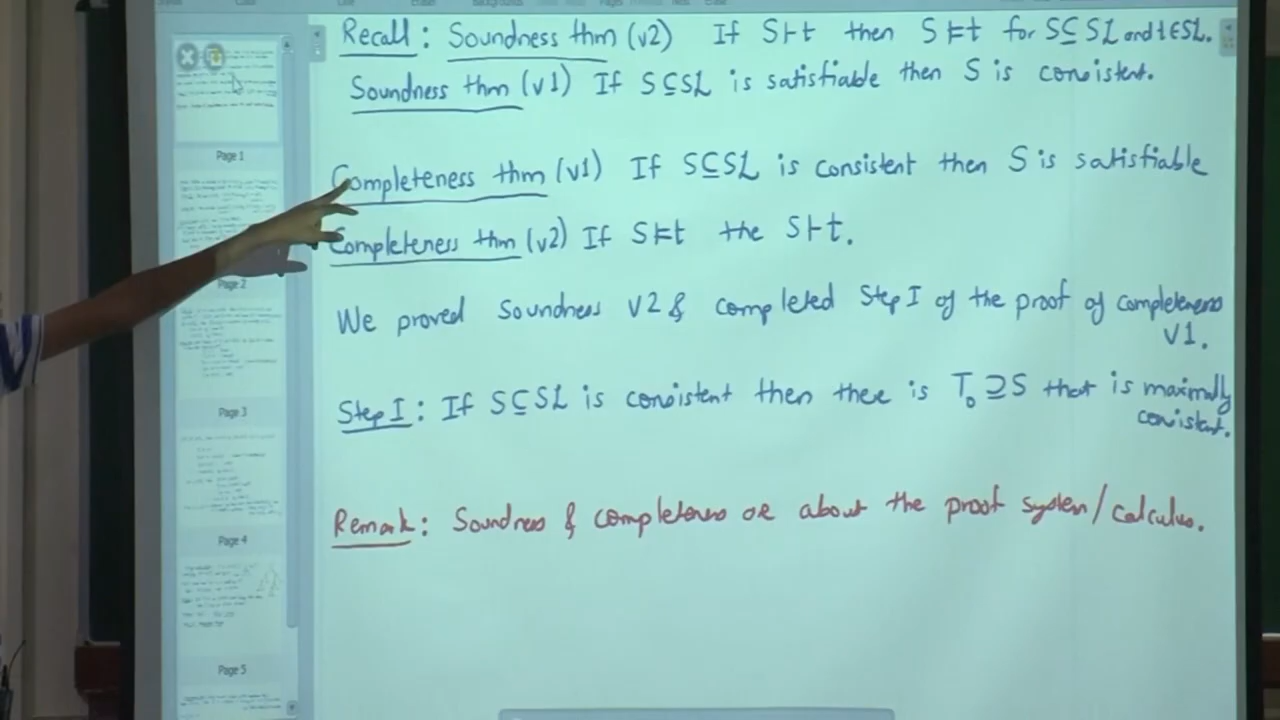 Recall : Soundness thm (v2) If S⊢t then S⊨t for S⊆SL and t∈SL.
Soundness thm (v1) If S⊆SL is satisfiable then S is consistent.
Completeness thm (v1) If S⊆SL is consistent then S is satisfiable
Completeness thm (v2) If S⊨t the S⊢t.
We proved Soundness V2 & completed Step I of the proof of completeness
V1.
Step I : If S⊆SL is consistent then there is T₀ ⊇S that is maximally
consistent.
Remark : Soundness & completeness are about the proof system/calculus.
Page 1
Page 2
Page 3
Page 4
Page 5